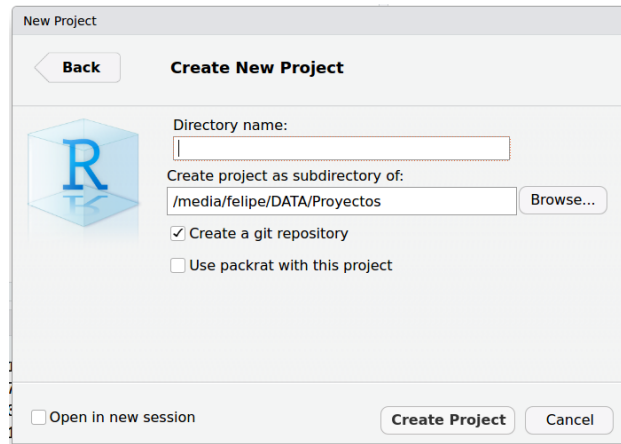 New Project
Back
Create New Project
R
Directory name:
Create project as subdirectory of:
/media/felipe/DATA/Proyectos
Browse...
Create a git repository
Use packrat with this project
Open in new session
Create Project
Cancel